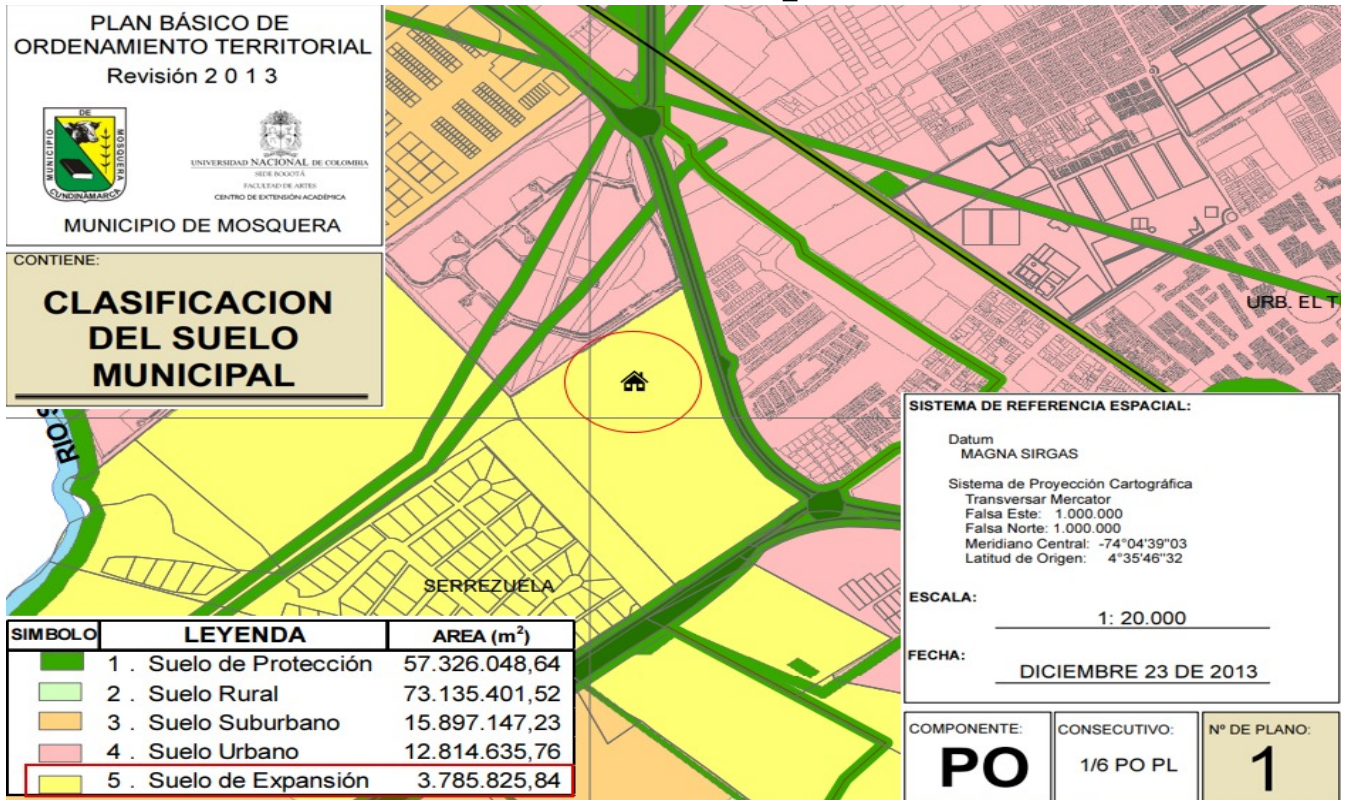 PLAN BÁSICO DE
ORDENAMIENTO TERRITORIAL
Revisión 2 0 1 3
DE
MUNICIPIO
MOSQUERA
CUNDINAMARCA
UNIVERSIDAD NACIONAL DE COLOMBIA
SEDE BOGOTÁ
FACULTAD DE ARTES
CENTRO DE EXTENSIÓN ACADÉMICA
MUNICIPIO DE MOSQUERA
CONTIENE:
CLASIFICACION
DEL SUELO
MUNICIPAL
URB. EL T
RIO S
SERREZUELA
SIMBOLO LEYENDA AREA (m²)
1 . Suelo de Protección 57.326.048,64
2 . Suelo Rural 73.135.401,52
3 . Suelo Suburbano 15.897.147,23
4 . Suelo Urbano 12.814.635,76
5 . Suelo de Expansión 3.785.825,84
SISTEMA DE REFERENCIA ESPACIAL:
Datum
MAGNA SIRGAS
Sistema de Proyección Cartográfica
Transversar Mercator
Falsa Este: 1.000.000
Falsa Norte: 1.000.000
Meridiano Central: -74°04'39"03
Latitud de Origen: 4°35'46"32
ESCALA:
1: 20.000
FECHA:
DICIEMBRE 23 DE 2013
COMPONENTE:
PO
CONSECUTIVO:
1/6 PO PL
Nº DE PLANO:
1